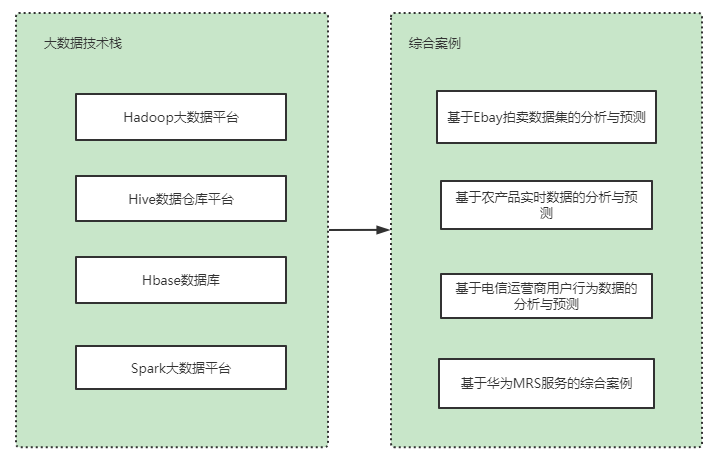 大数据技术栈
Hadoop大数据平台
Hive数据仓库平台
Hbase数据库
Spark大数据平台
综合案例
基于Ebay拍卖数据集的分析与预测
基于农产品实时数据的分析与预
测
基于电信运营商用户行为数据的
分析与预测
基于华为MRS服务的综合案例